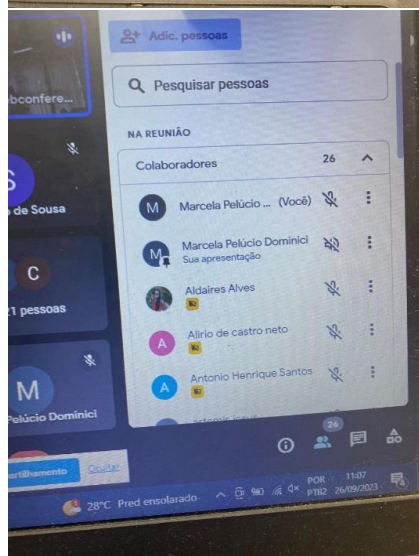 Adic. pessoas
Pesquisar pessoas
bconfere...
NA REUNIÃO
Colaboradores 26
de Sousa
M Marcela Pelúcio ... (Você)
M Marcela Pelúcio Dominici
Sua apresentação
C
Aldaires Alves
1 pessoas
A Alirio de castro neto
M
A Antonio Henrique Santos
Pelúcio Dominici
26
artilhamento Ocultar
28°C Pred ensolarado
POR 11:07
PTB2 26/09/2023